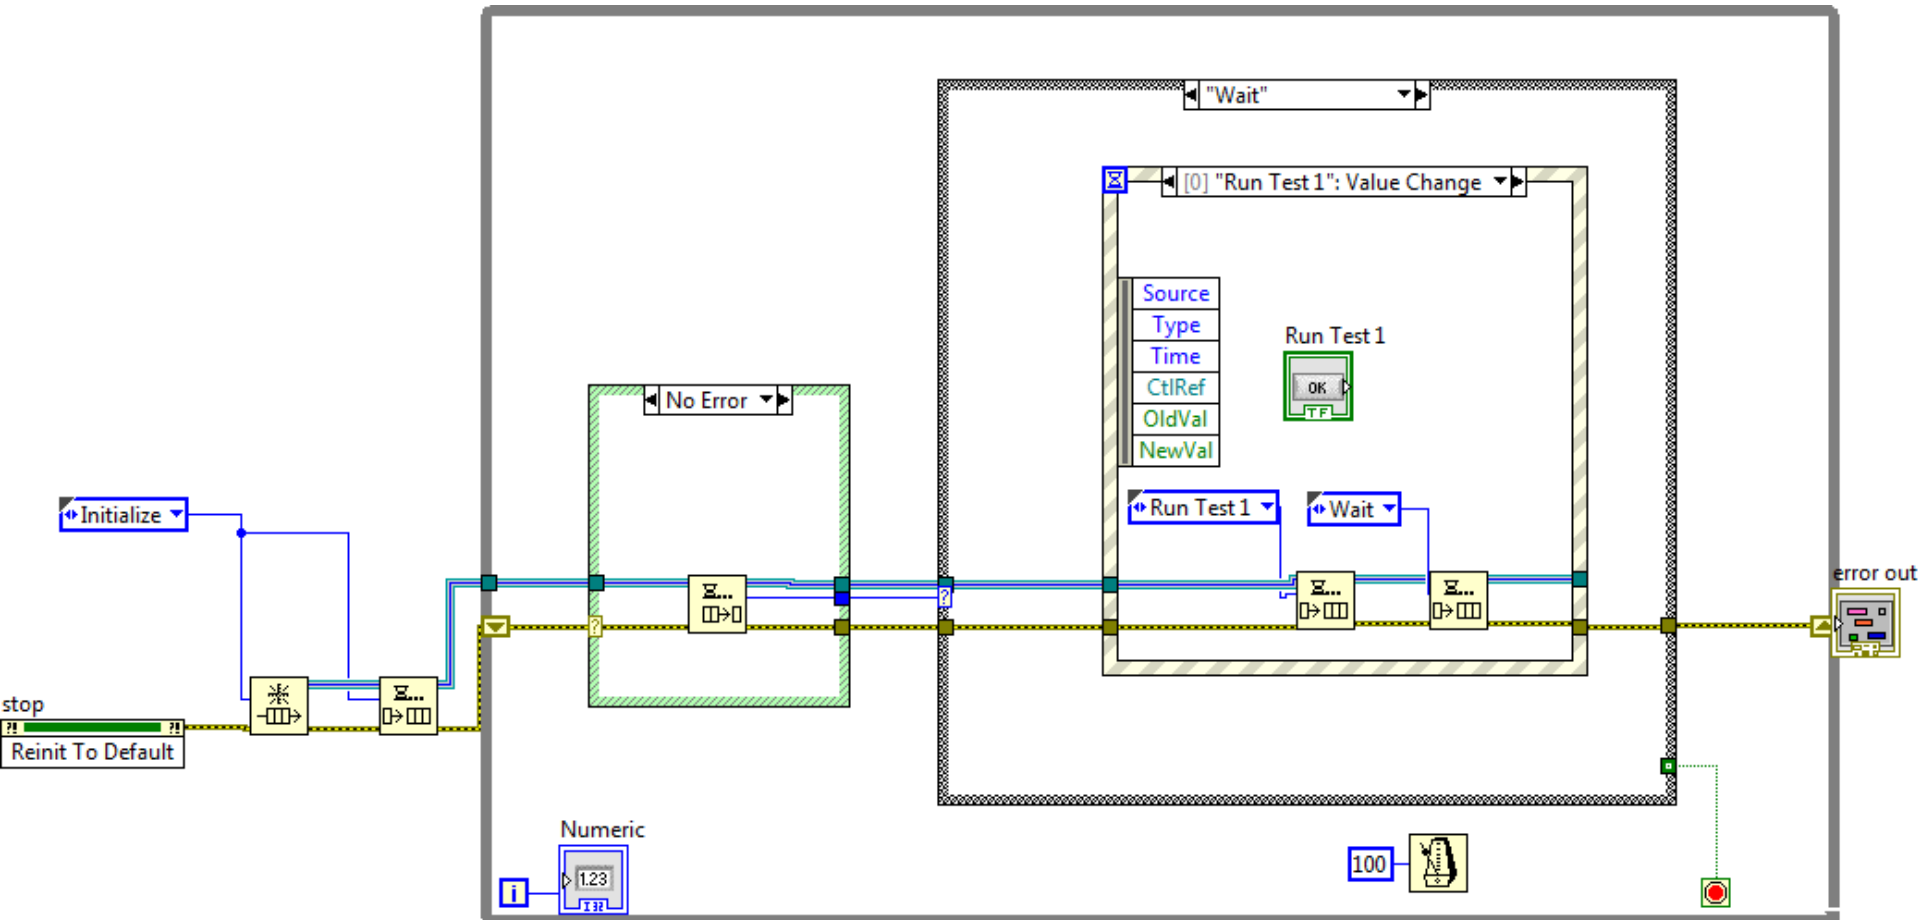 "Wait"
[0] "Run Test 1": Value Change
Source
Type
Time
CtlRef
OldVal
NewVal
Run Test 1
OK
TF
No Error
Initialize
Run Test 1
Wait
?
?
error out
stop
?! ?!
Reinit To Default
Numeric
1.23
I32
i
100